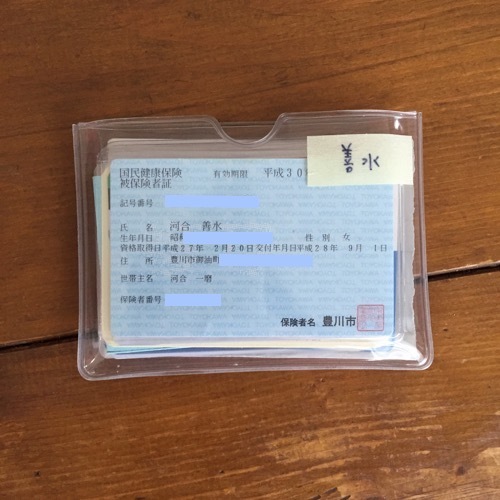 善水
国民健康保険 有効期限 平成30
被保険者証
記号番号
氏 名 河合 善水
生年月日 昭和 性 別 女
資格取得日平成27年 2月20日交付年月日平成28年 9月 1日
住 所 豊川市御油町
世帯主名 河合 一磨
保険者番号
保険者名 豊川市